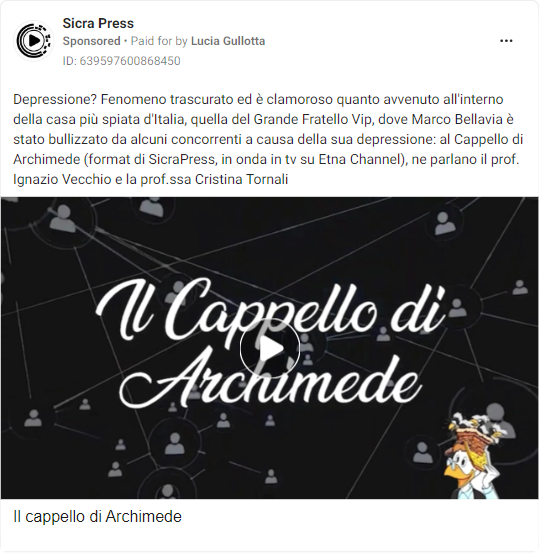 Sicra Press
Sponsored • Paid for by Lucia Gullotta
ID: 639597600868450
Depressione? Fenomeno trascurato ed è clamoroso quanto avvenuto all'interno
della casa più spiata d'Italia, quella del Grande Fratello Vip, dove Marco Bellavia è
stato bullizzato da alcuni concorrenti a causa della sua depressione: al Cappello di
Archimede (format di SicraPress, in onda in tv su Etna Channel), ne parlano il prof.
Ignazio Vecchio e la prof.ssa Cristina Tornali
Il Cappello di
Archimede
Il cappello di Archimede